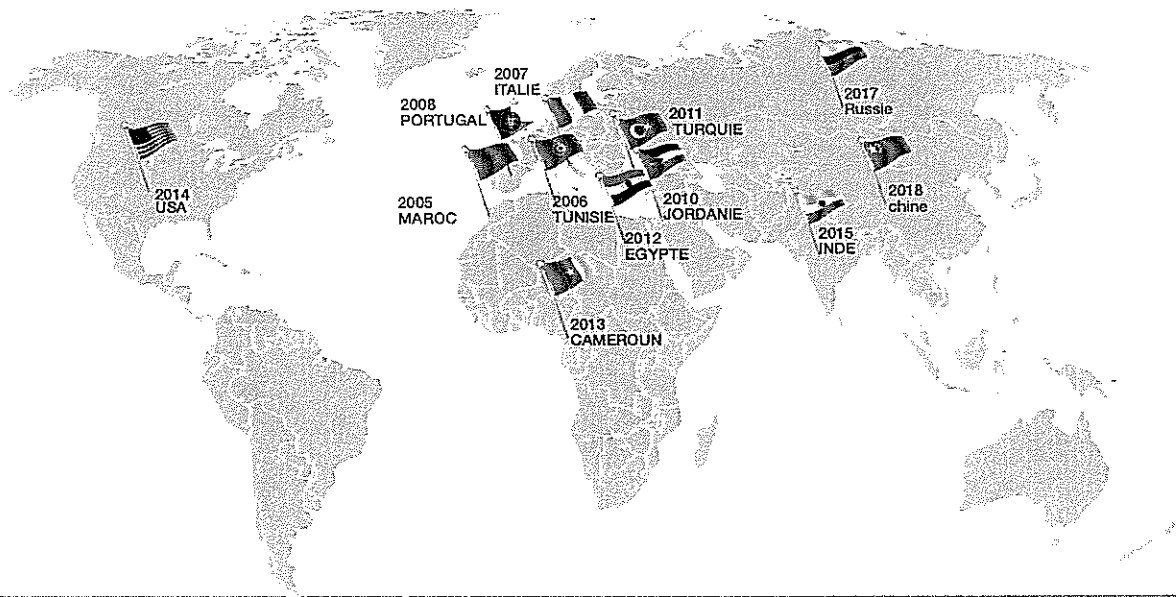 2007
ITALIE
2008
PORTUGAL
2011
TURQUIE
2017
Russie
2014
USA
2005
MAROC
2006
TUNISIE
2010
JORDANIE
2018
chine
2012
EGYPTE
2015
INDE
2013
CAMEROUN